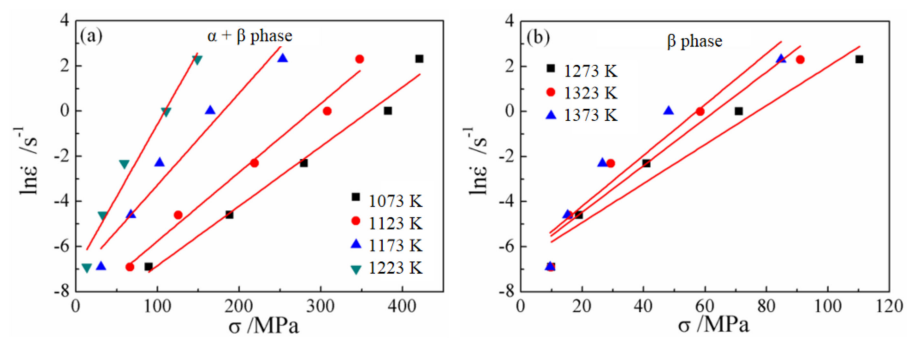 (a)
α + β phase
4
2
0
-2
-4
-6
-8
lnε̇ /s⁻¹
1073 K
1123 K
1173 K
1223 K
0 100 200 300 400
σ /MPa
(b)
β phase
1273 K
1323 K
1373 K
4
2
0
-2
-4
-6
-8
lnε̇ /s⁻¹
0 20 40 60 80 100 120
σ /MPa